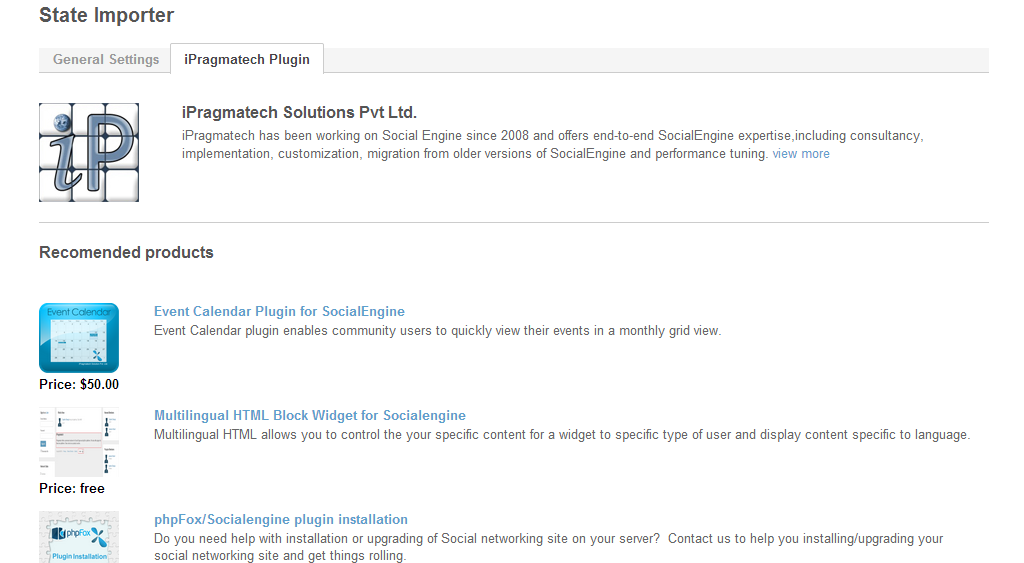 State Importer
General Settings
iPragmatech Plugin
iP
iPragmatech Solutions Pvt Ltd.
iPragmatech has been working on Social Engine since 2008 and offers end-to-end SocialEngine expertise,including consultancy,
implementation, customization, migration from older versions of SocialEngine and performance tuning. view more
Recomended products
Event Calendar
Event Calendar Plugin for SocialEngine
Event Calendar plugin enables community users to quickly view their events in a monthly grid view.
Price: $50.00
Multilingual HTML Block Widget for Socialengine
Multilingual HTML allows you to control the your specific content for a widget to specific type of user and display content specific to language.
Price: free
phpFox
Plugin Installation
phpFox/Socialengine plugin installation
Do you need help with installation or upgrading of Social networking site on your server?  Contact us to help you installing/upgrading your
social networking site and get things rolling.